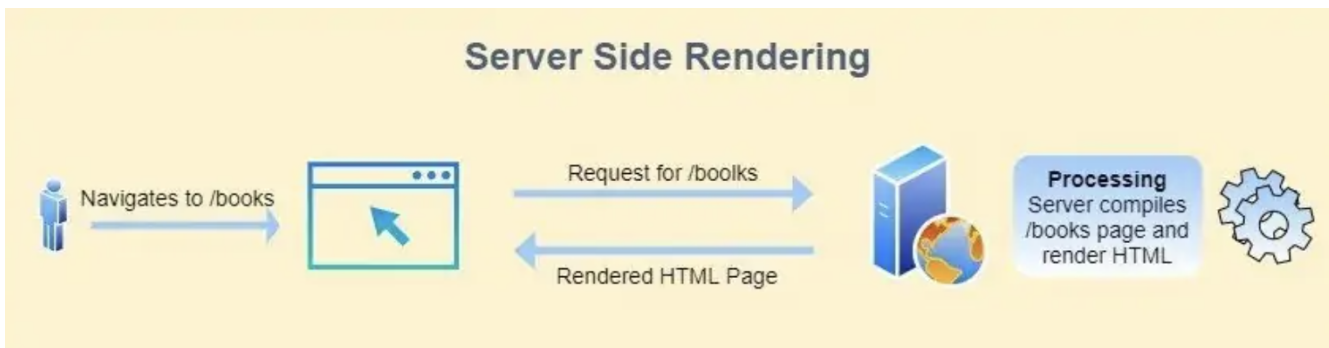 Server Side Rendering
Navigates to /books
Request for /boolks
Rendered HTML Page
Processing
Server compiles
/books page and
render HTML